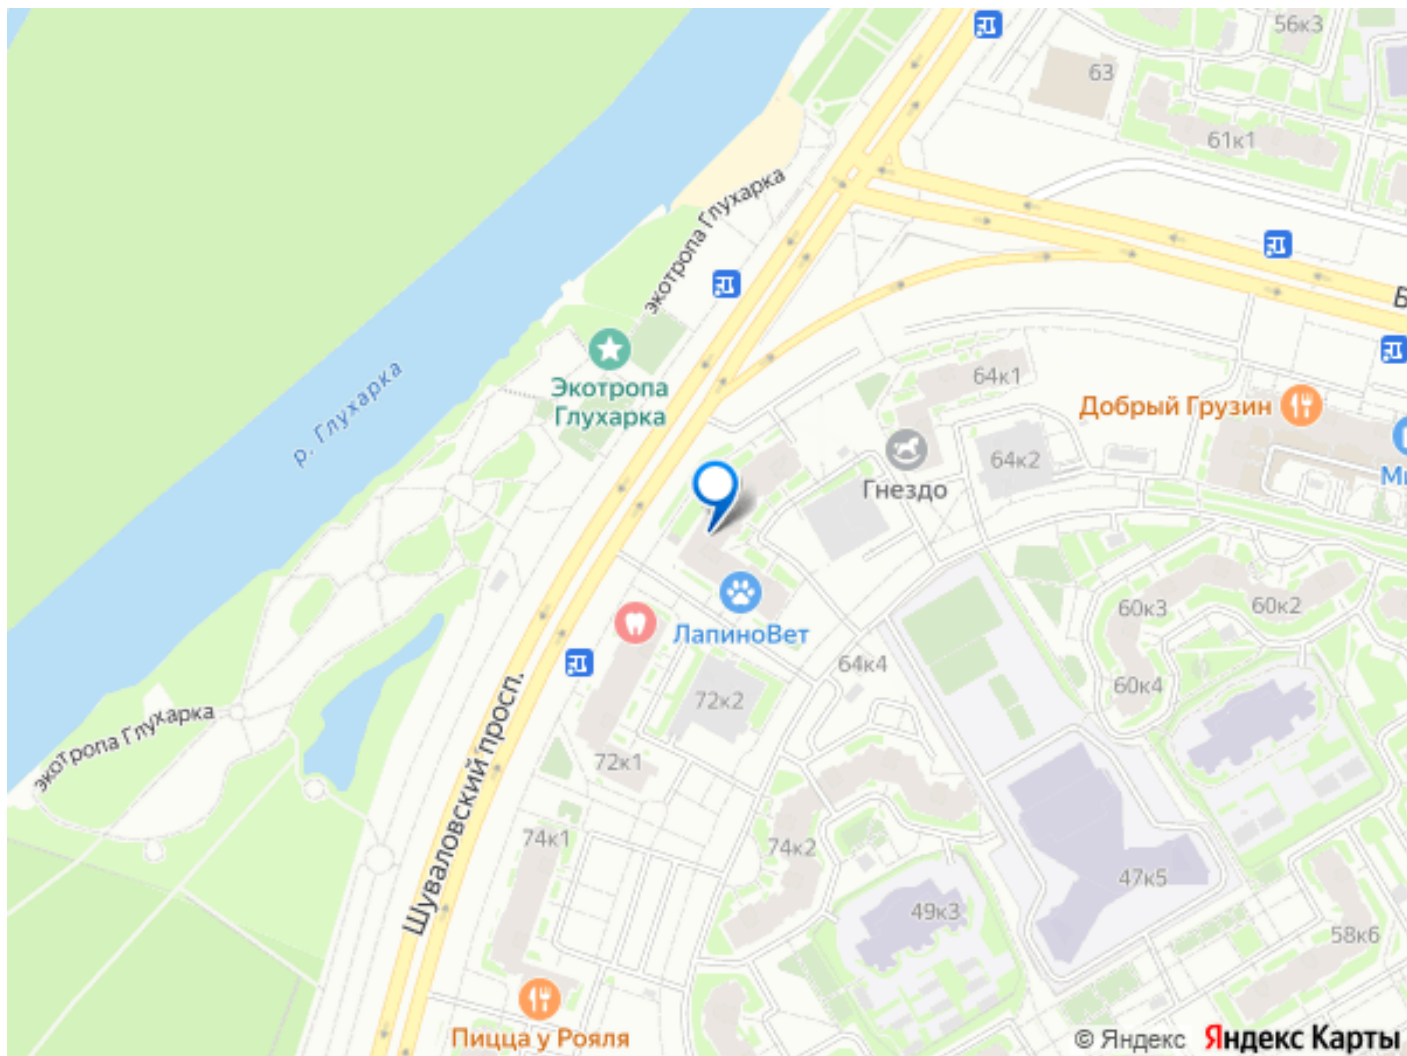 56к3
63
61к1
экотропа Глухарка
Б
р. Глухарка
Экотропа
Глухарка
64к1
Добрый Грузин
64к2
Гнездо
Ми
60к3
60к2
ЛапиноВет
64к4
60к4
72к2
экотропа Глухарка
Шуваловский просп.
72к1
74к1
74к2
47к5
49к3
58к6
Пицца у Рояля
© Яндекс Яндекс Карты